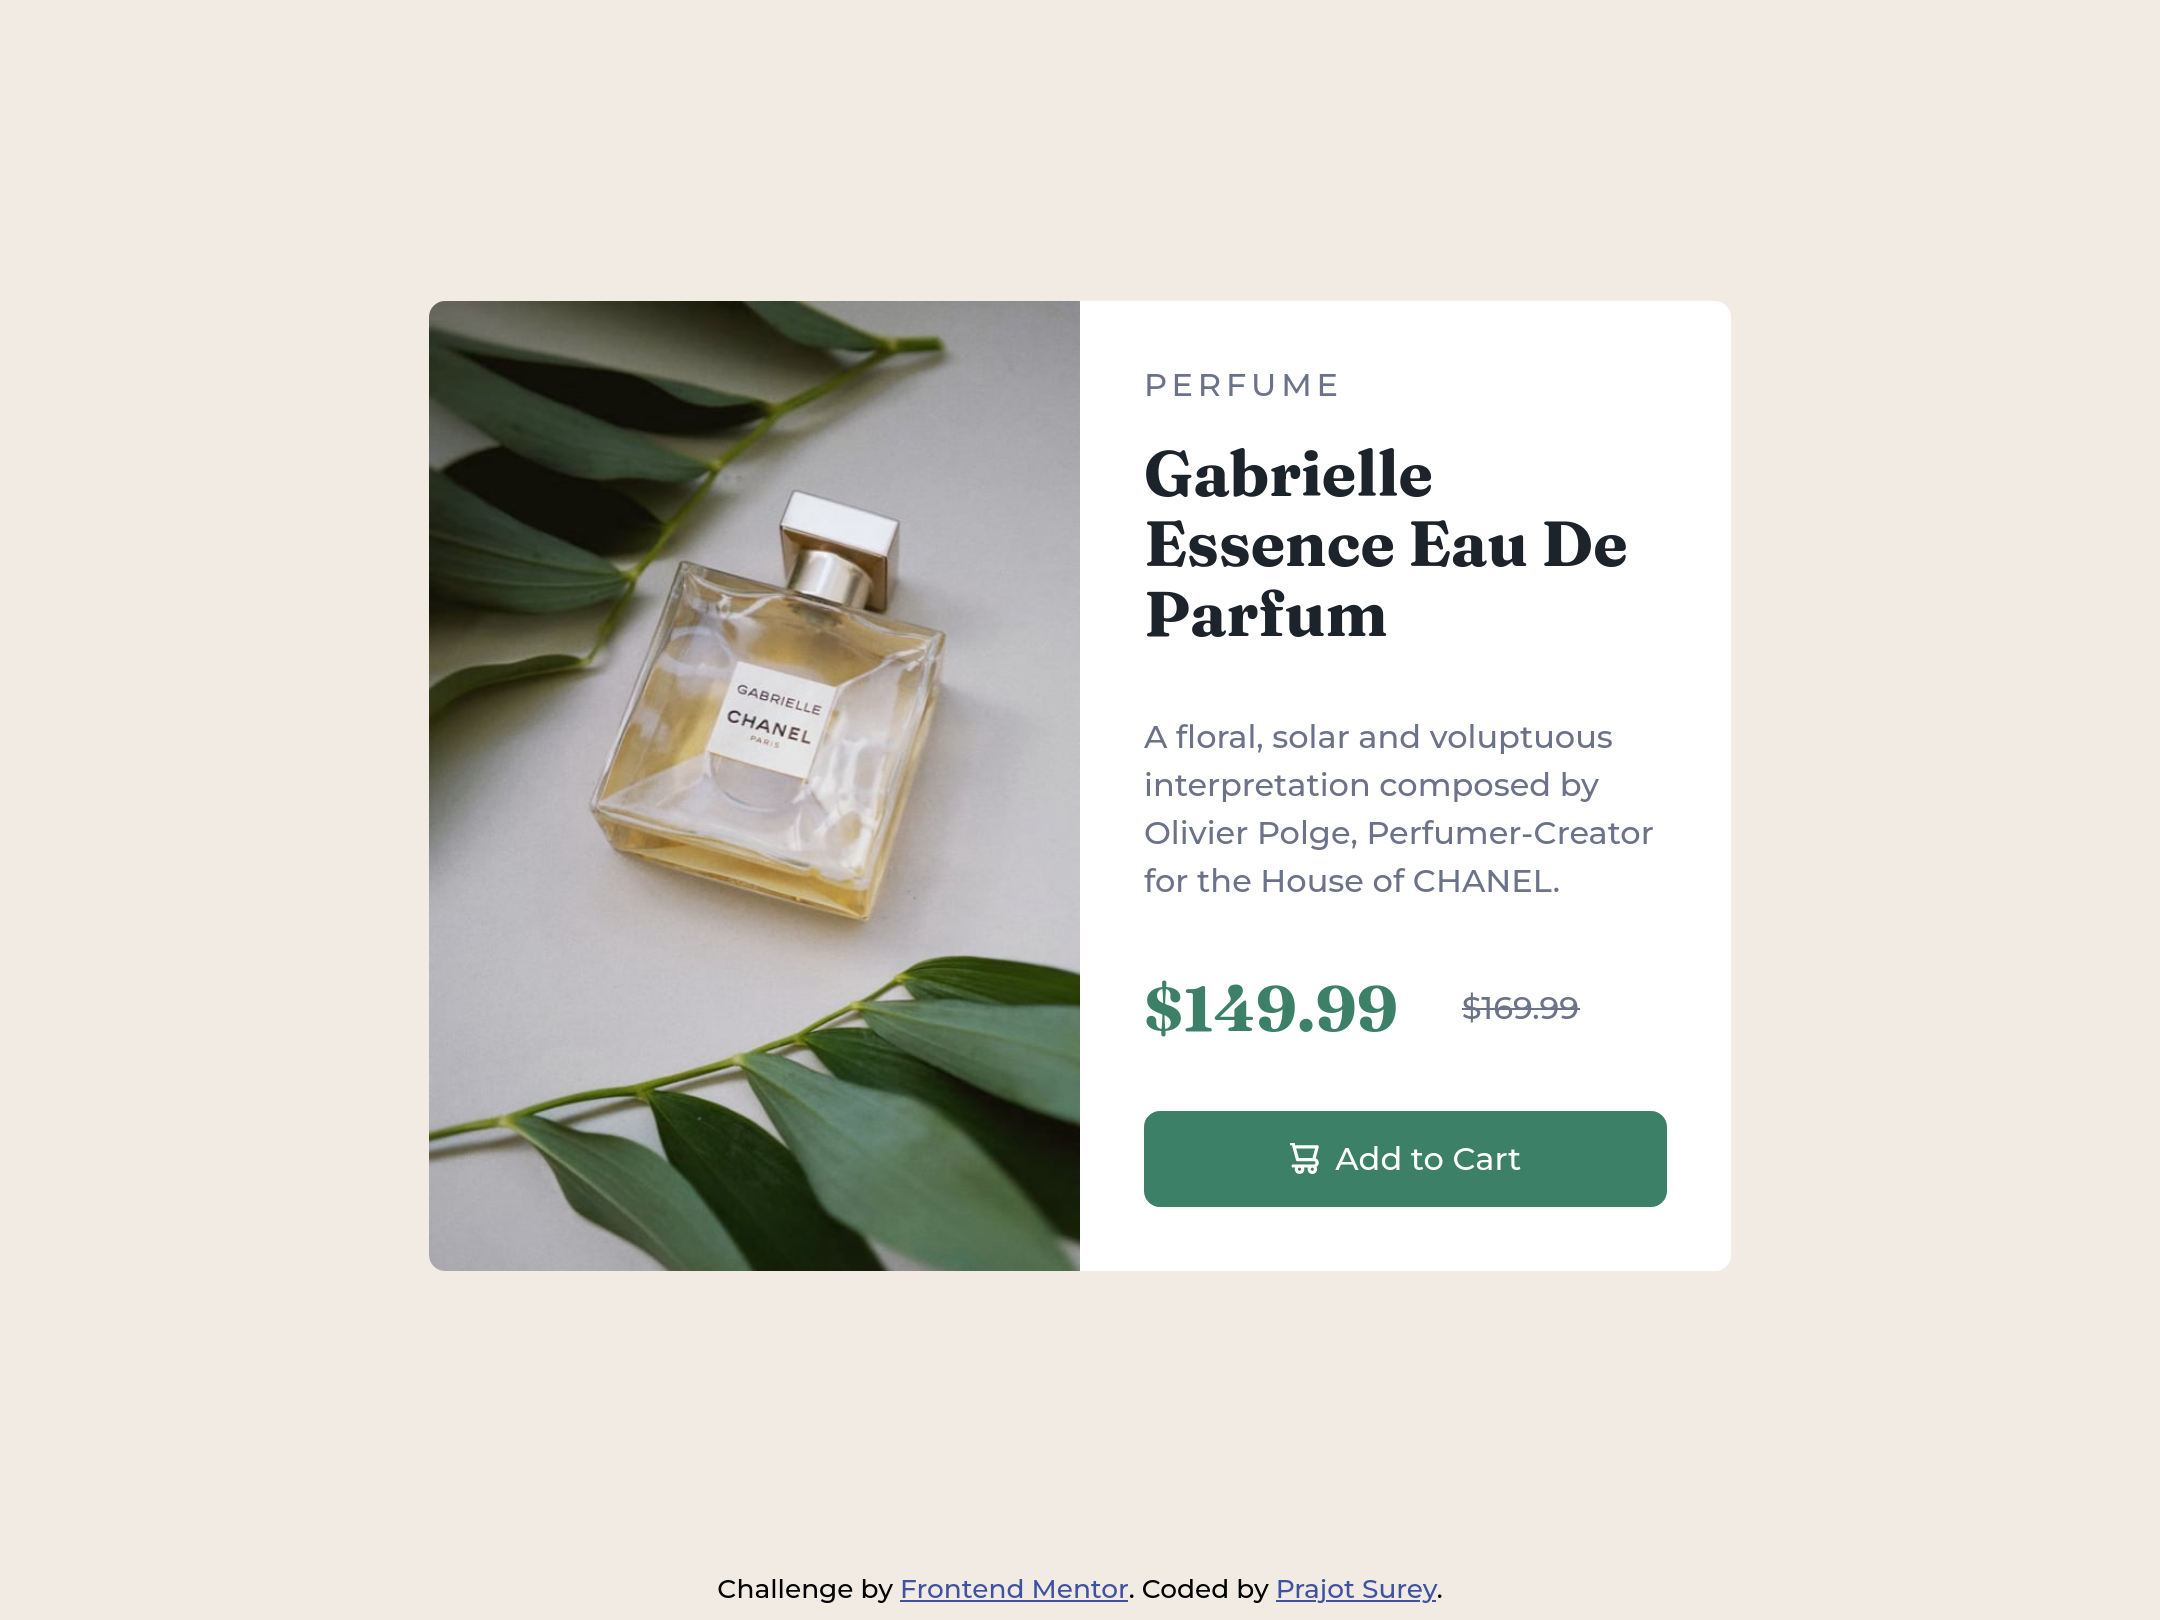 GABRIELLE
CHANEL
PARIS
PERFUME
Gabrielle
Essence Eau De
Parfum
A floral, solar and voluptuous
interpretation composed by
Olivier Polge, Perfumer-Creator
for the House of CHANEL.
$149.99 $169.99
Add to Cart
Challenge by Frontend Mentor. Coded by Prajot Surey.